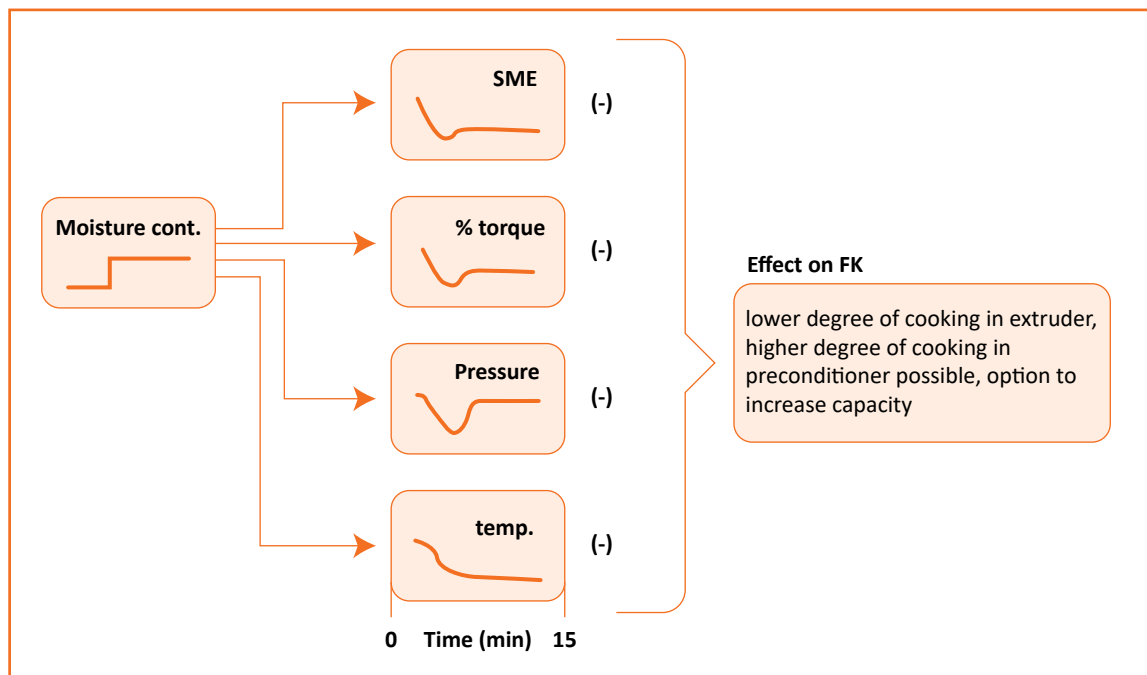 SME
(-)
Moisture cont.
% torque
(-)
Effect on FK
lower degree of cooking in extruder,
higher degree of cooking in
preconditioner possible, option to
increase capacity
Pressure
(-)
temp.
(-)
0 Time (min) 15